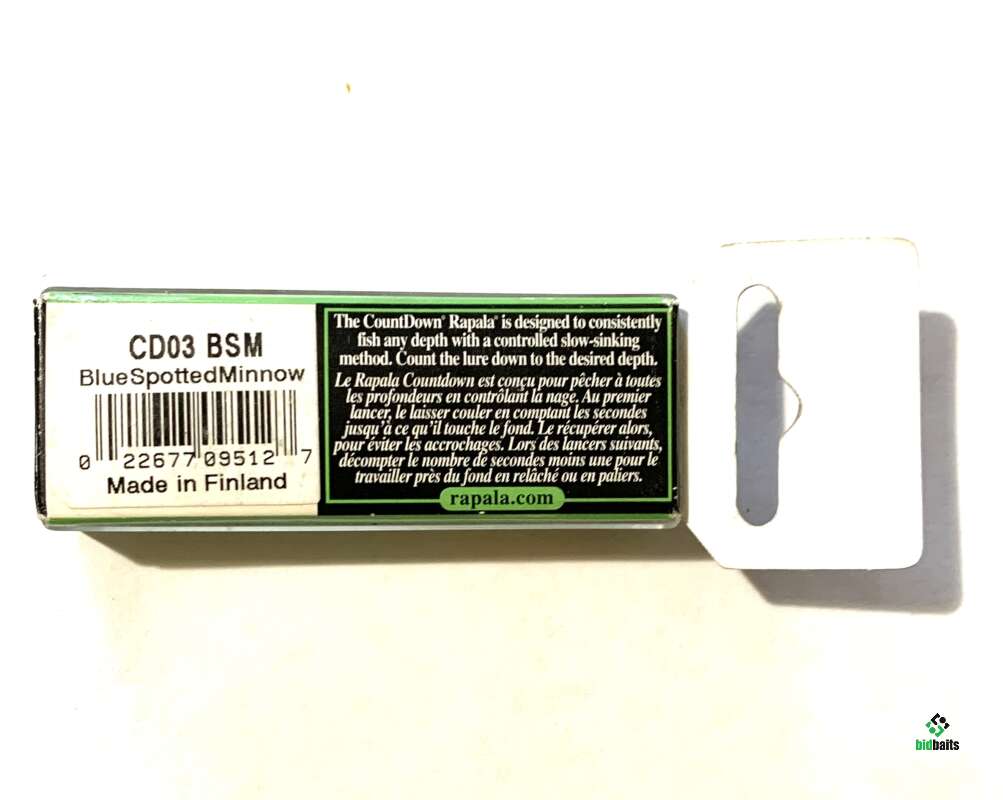 CD03 BSM
BlueSpottedMinnow
0 22677 09512 7
Made in Finland
The CountDown® Rapala® is designed to consistently
fish any depth with a controlled slow-sinking
method. Count the lure down to the desired depth.
Le Rapala Countdown est conçu pour pêcher à toutes
les profondeurs en contrôlant la nage. Au premier
lancer, le laisser couler en comptant les secondes
jusqu'à ce qu'il touche le fond. Le récupérer alors,
pour éviter les accrochages. Lors des lancers suivants,
décompter le nombre de secondes moins une pour le
travailler près du fond en relâché ou en paliers.
rapala.com
bidbaits